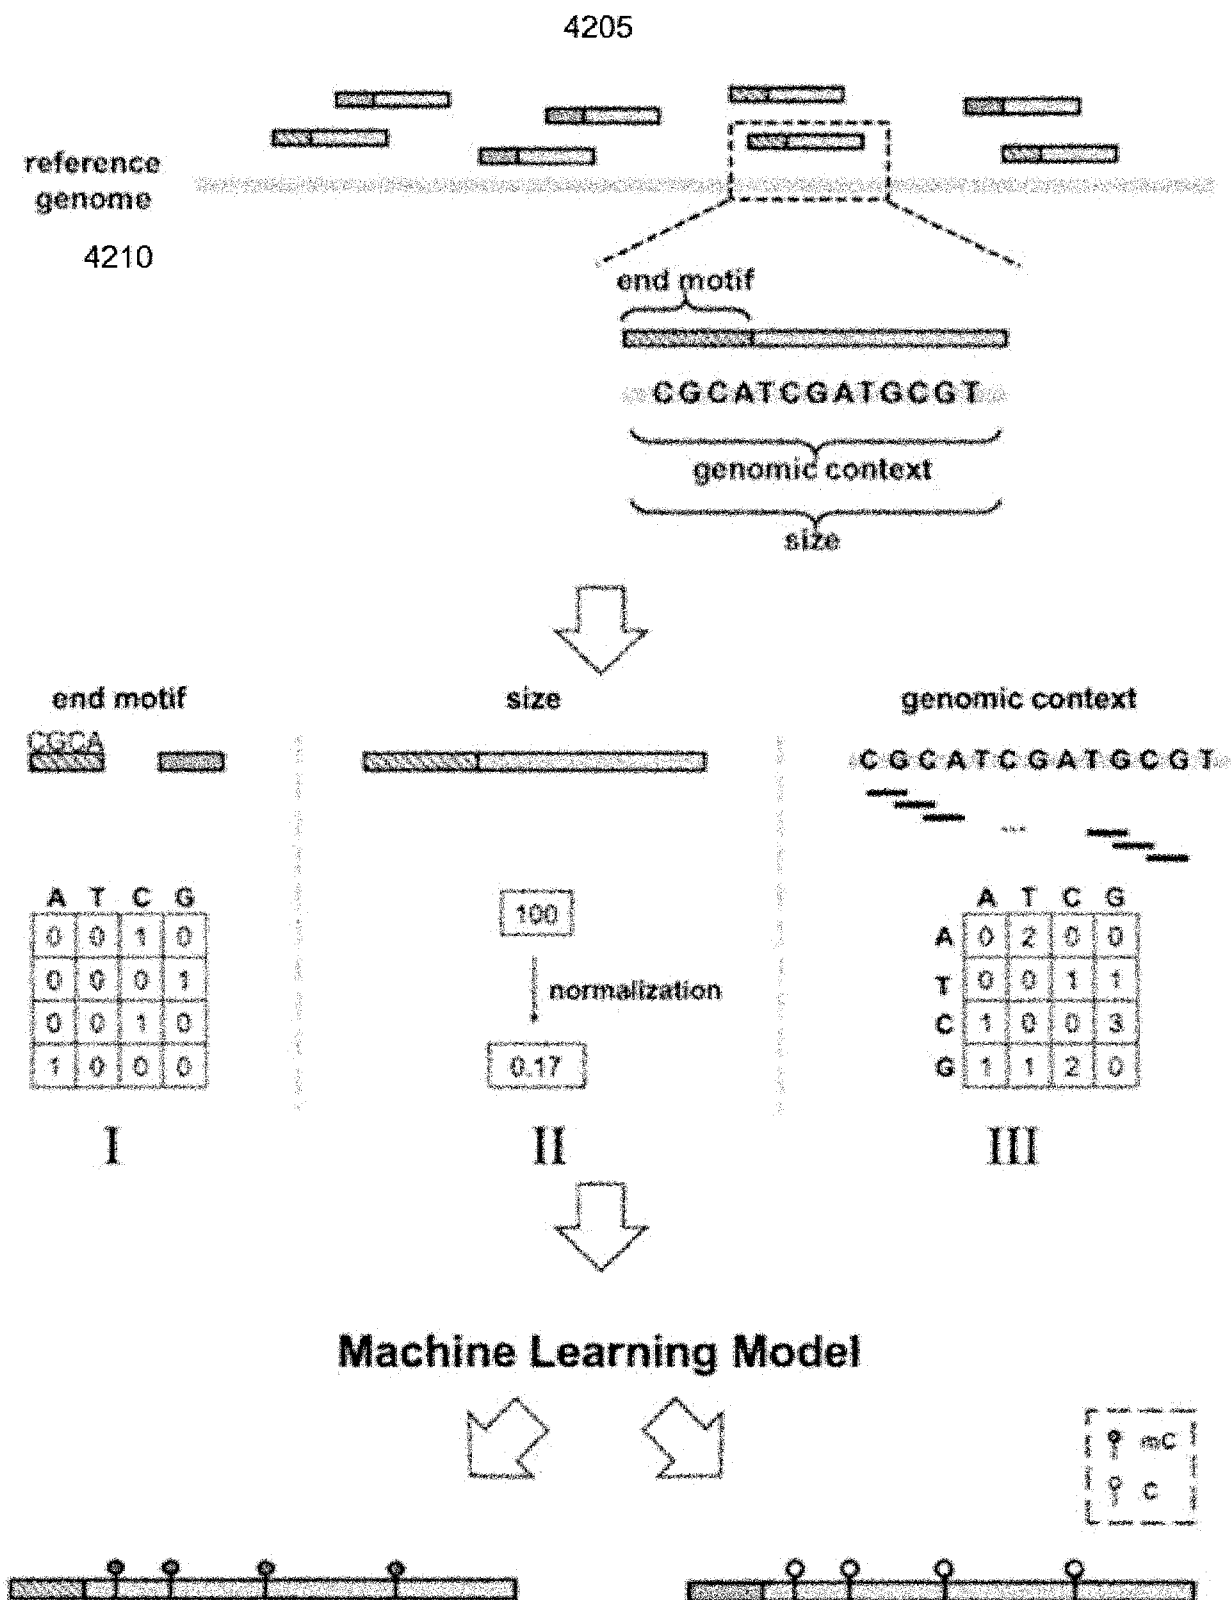 4205
reference
genome
4210
end motif
CGCATCGATGCGT
genomic context
size
end motif
size
genomic context
CGCA
CGCATCGATGCGT
A T C G
0 0 1 0
0 0 0 1
0 0 1 0
1 0 0 0
100
normalization
0.17
A T C G
A 0 2 0 0
T 0 0 1 1
C 1 0 0 3
G 1 1 2 0
I
II
III
Machine Learning Model
mC
C